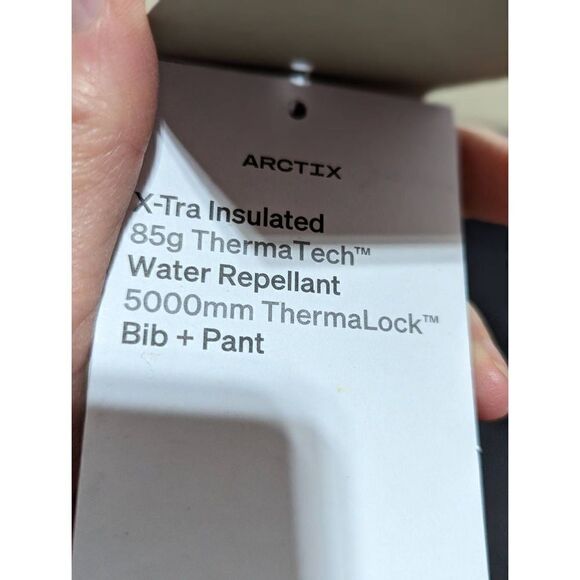 ARCTIX
X-Tra Insulated
85g ThermaTech™
Water Repellant
5000mm ThermaLock™
Bib + Pant